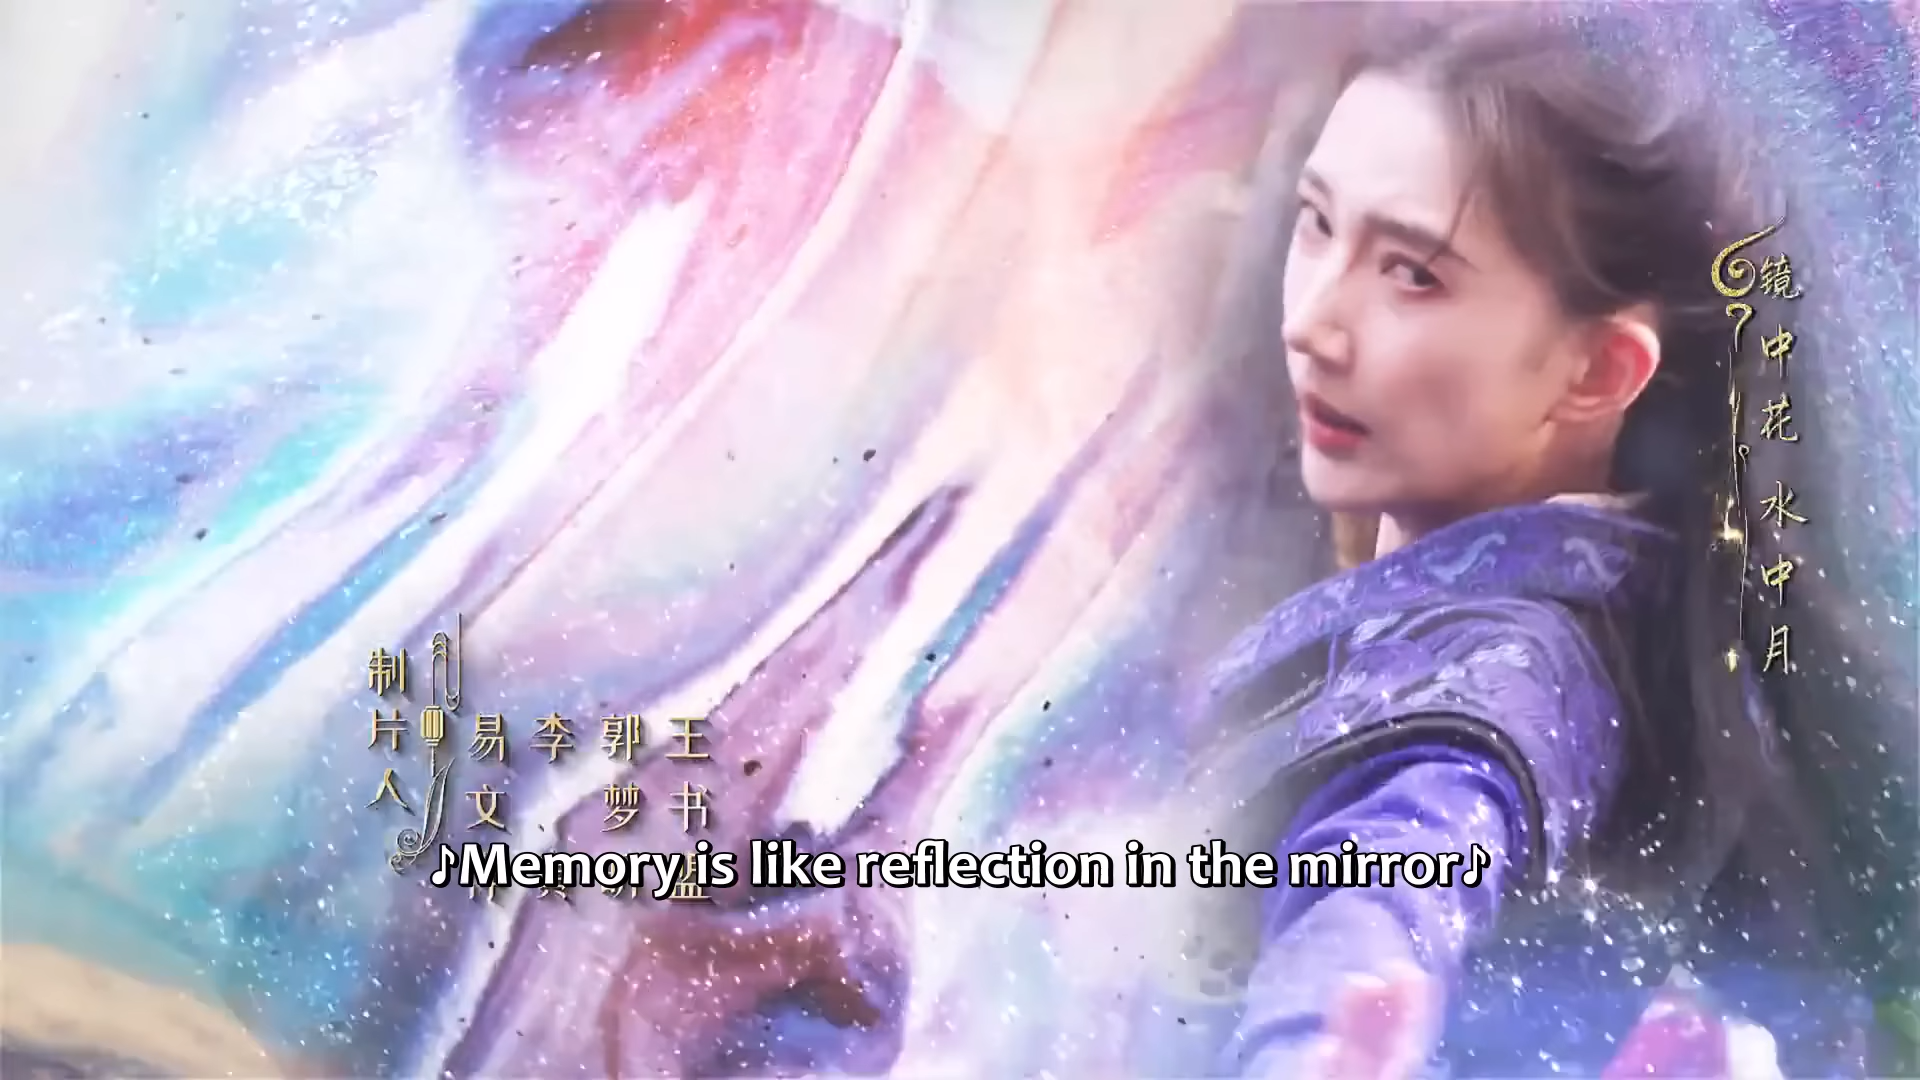 镜中花 水中月
制片人
王书
郭梦
李
易文
♪Memory is like reflection in the mirror♪